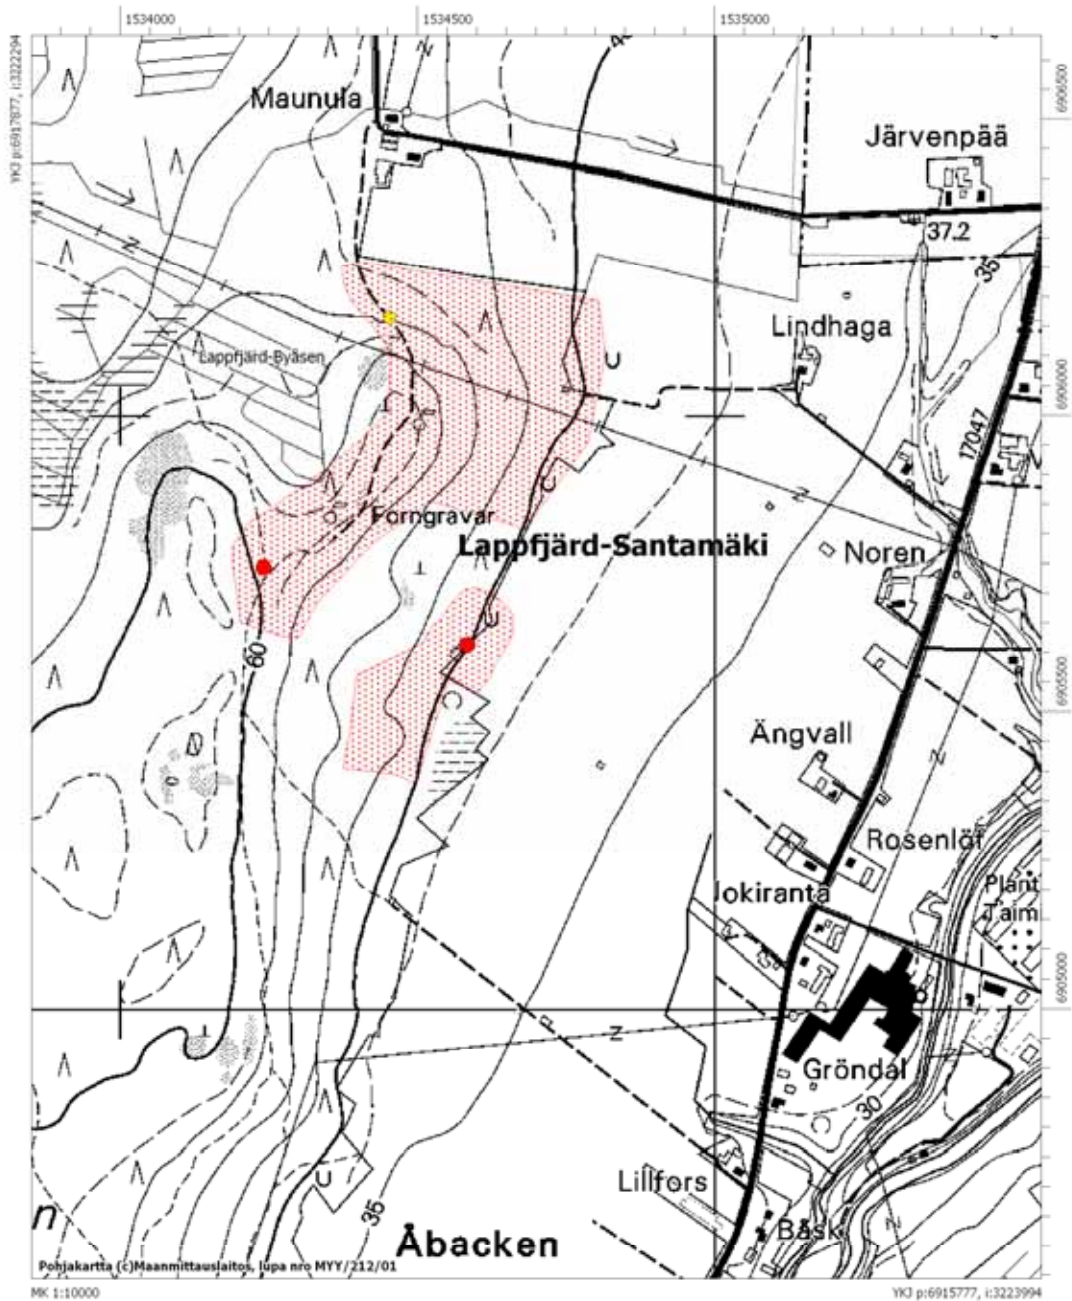 1534000
1534500
1535000
YKJ p:6917877, i:3222294
N
40
6906500
Maunula
Järvenpää
37.2
35
N
Lindhaga
Lappfjärd-Byåsen
6906000
17047
N
Forngravar
Lappfjärd-Santamäki
Noren
60
6905500
Ängvall
N
Rosenlöf
Plant
Taim
Jokiranta
6905000
Z
Gröndal
30
Lillfors
35
Båsk
N
n
Åbacken
Pohjakartta (c)Maanmittauslaitos, lupa nro MYY/212/01
MK 1:10000
YKJ p:6915777, i:3223994